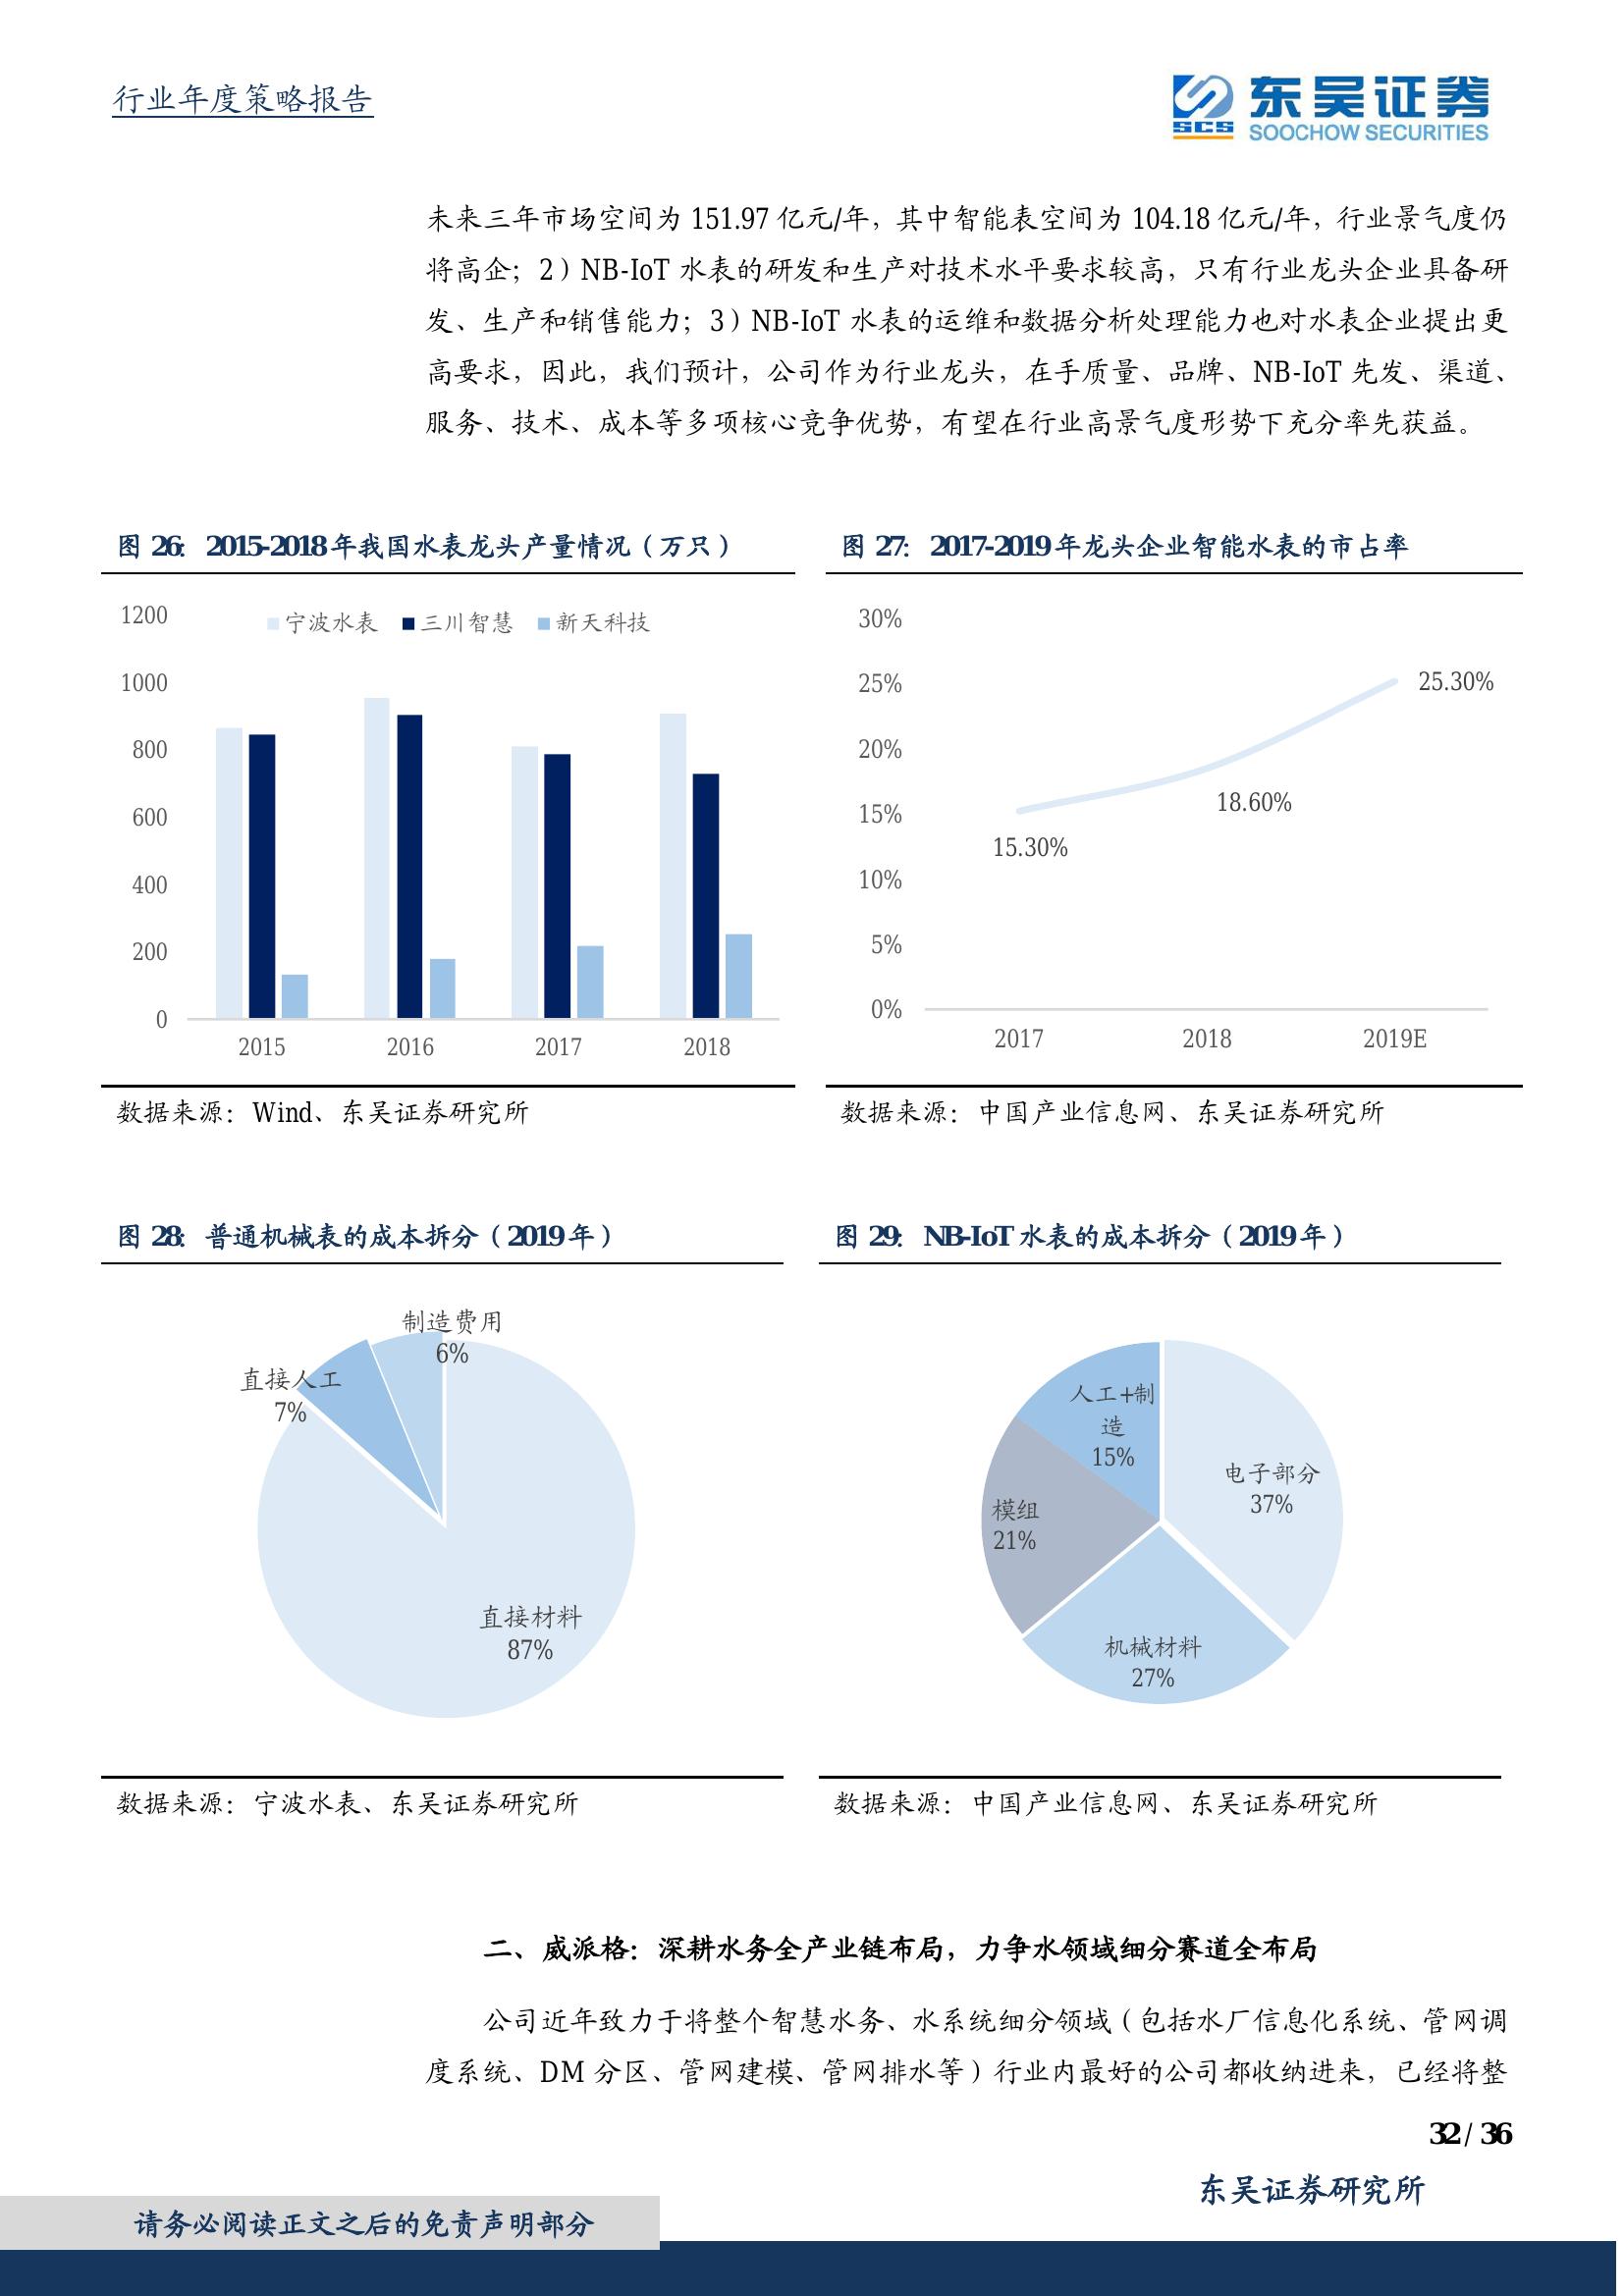 行业年度策略报告
东吴证券
SCS
SOOCHOW SECURITIES
未来三年市场空间为 151.97 亿元/年，其中智能表空间为 104.18 亿元/年，行业景气度仍
将高企；2）NB-IoT 水表的研发和生产对技术水平要求较高，只有行业龙头企业具备研
发、生产和销售能力；3）NB-IoT 水表的运维和数据分析处理能力也对水表企业提出更
高要求，因此，我们预计，公司作为行业龙头，在手质量、品牌、NB-IoT 先发、渠道、
服务、技术、成本等多项核心竞争优势，有望在行业高景气度形势下充分率先获益。
图 26： 2015-2018 年我国水表龙头产量情况（万只）
宁波水表 三川智慧 新天科技
1200
1000
800
600
400
200
0
2015 2016 2017 2018
数据来源：Wind、东吴证券研究所
图 27： 2017-2019 年龙头企业智能水表的市占率
30%
25%
20%
15%
10%
5%
0%
25.30%
18.60%
15.30%
2017 2018 2019E
数据来源：中国产业信息网、东吴证券研究所
图 28：普通机械表的成本拆分（2019 年）
制造费用
6%
直接人工
7%
直接材料
87%
数据来源：宁波水表、东吴证券研究所
图 29：NB-IoT 水表的成本拆分（2019 年）
人工+制
造
15%
电子部分
37%
模组
21%
机械材料
27%
数据来源：中国产业信息网、东吴证券研究所
二、威派格：深耕水务全产业链布局，力争水领域细分赛道全布局
公司近年致力于将整个智慧水务、水系统细分领域（包括水厂信息化系统、管网调
度系统、DM 分区、管网建模、管网排水等）行业内最好的公司都收纳进来，已经将整
32 / 36
东吴证券研究所
请务必阅读正文之后的免责声明部分